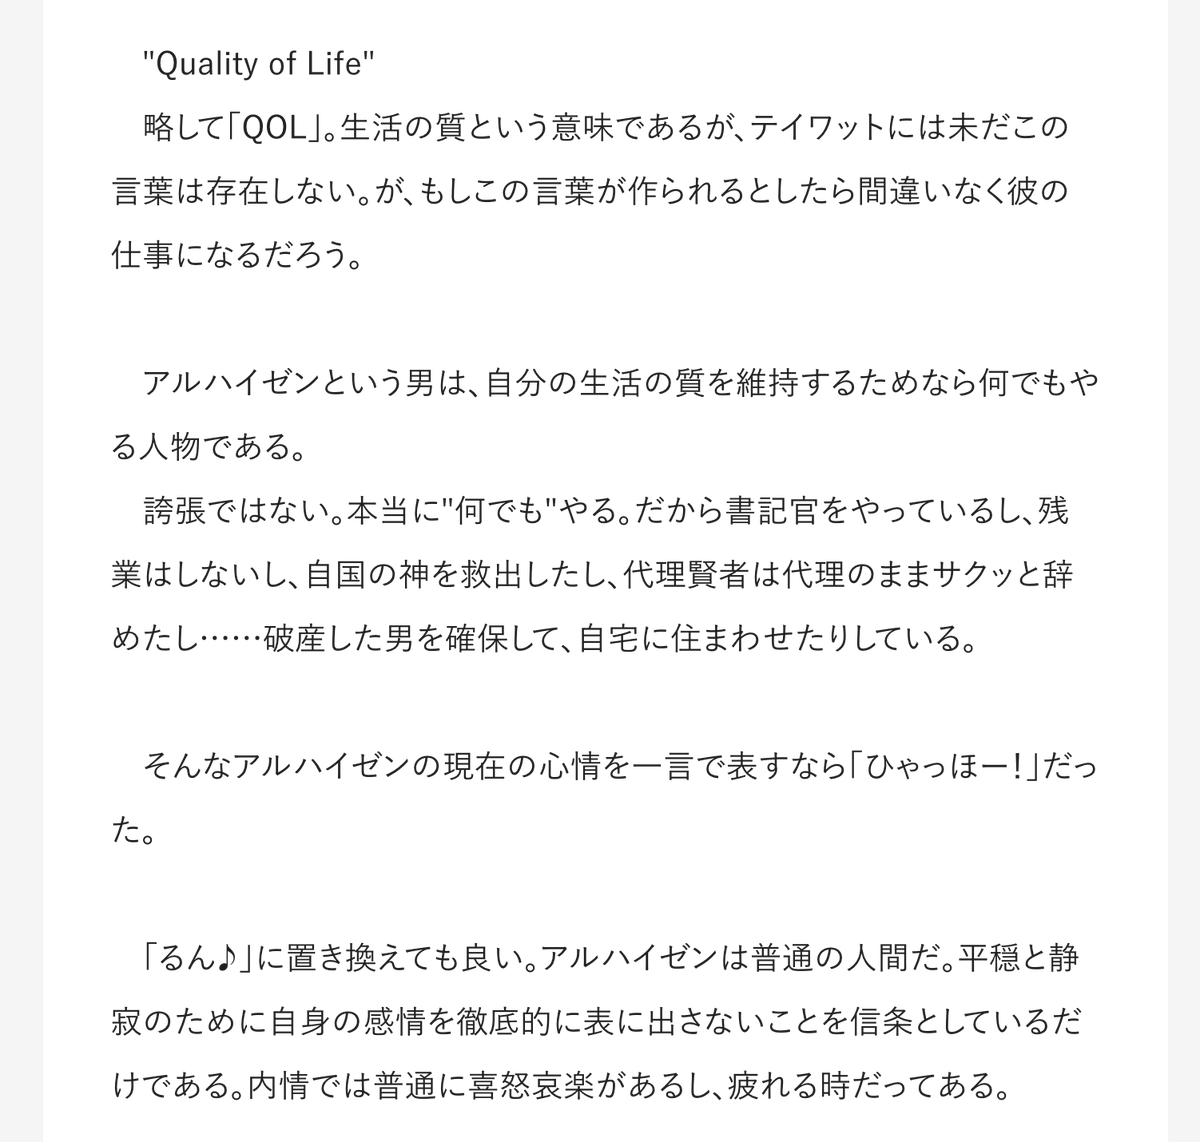 "Quality of Life"
略して「QOL」。生活の質という意味であるが、テイワットには未だこの
言葉は存在しない。が、もしこの言葉が作られるとしたら間違いなく彼の
仕事になるだろう。
アルハイゼンという男は、自分の生活の質を維持するためなら何でもや
る人物である。
誇張ではない。本当に"何でも"やる。だから書記官をやっているし、残
業はしないし、自国の神を救出したし、代理賢者は代理のままサクッと辞
めたし……破産した男を確保して、自宅に住まわせたりしている。
そんなアルハイゼンの現在の心情を一言で表すなら「ひゃっほー！」だっ
た。
「るん♪」に置き換えても良い。アルハイゼンは普通の人間だ。平穏と静
寂のために自身の感情を徹底的に表に出さないことを信条としているだ
けである。内情では普通に喜怒哀楽があるし、疲れる時だってある。